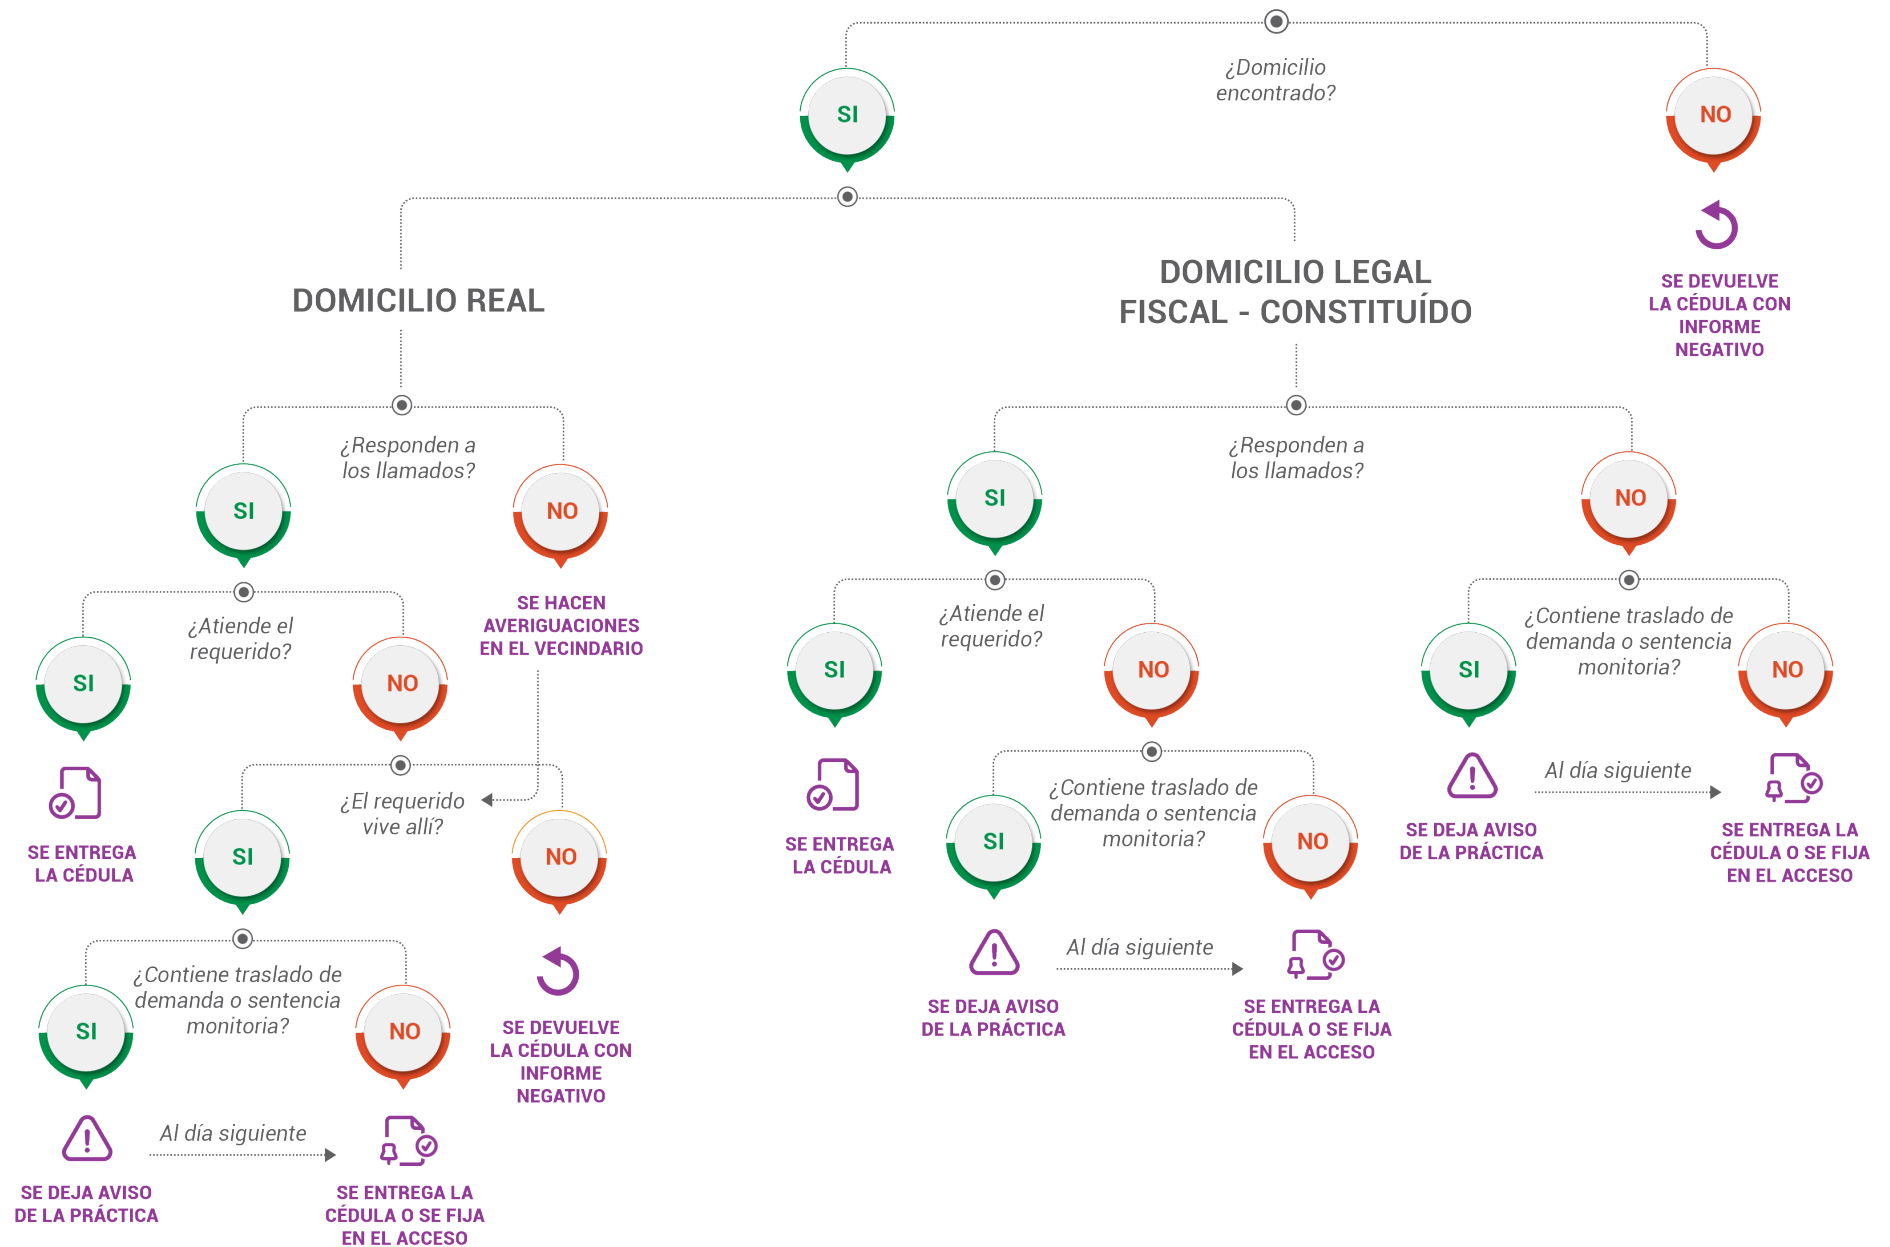 ¿Domicilio
encontrado?
SI
NO
SE DEVUELVE
LA CÉDULA CON
INFORME
NEGATIVO
DOMICILIO REAL
¿Responden a
los llamados?
SI
NO
SE HACEN
AVERIGUACIONES
EN EL VECINDARIO
¿Atiende el
requerido?
SI
NO
SE ENTREGA
LA CÉDULA
¿El requerido
vive allí?
SI
NO
SE DEVUELVE
LA CÉDULA CON
INFORME
NEGATIVO
¿Contiene traslado de
demanda o sentencia
monitoria?
SI
NO
Al día siguiente
SE DEJA AVISO
DE LA PRÁCTICA
SE ENTREGA LA
CÉDULA O SE FIJA
EN EL ACCESO
DOMICILIO LEGAL
FISCAL - CONSTITUÍDO
¿Responden a
los llamados?
SI
NO
¿Atiende el
requerido?
SI
NO
SE ENTREGA
LA CÉDULA
¿Contiene traslado de
demanda o sentencia
monitoria?
SI
NO
Al día siguiente
SE DEJA AVISO
DE LA PRÁCTICA
SE ENTREGA LA
CÉDULA O SE FIJA
EN EL ACCESO
¿Contiene traslado de
demanda o sentencia
monitoria?
SI
NO
Al día siguiente
SE DEJA AVISO
DE LA PRÁCTICA
SE ENTREGA LA
CÉDULA O SE FIJA
EN EL ACCESO